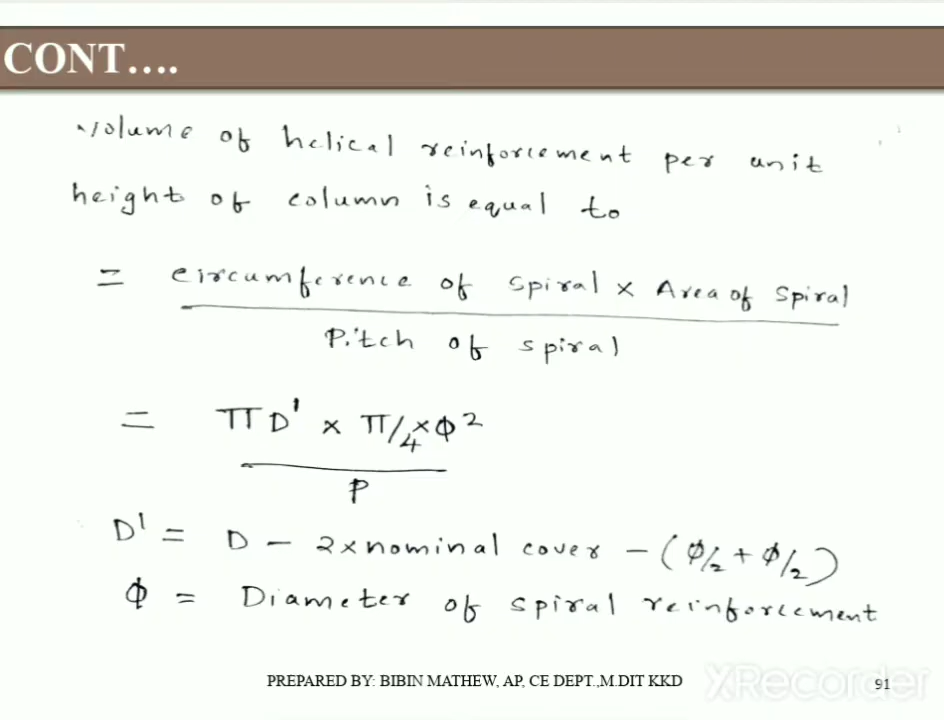 CONT....
volume of helical reinforcement per unit
height of column is equal to
= circumference of spiral x Area of spiral
Pitch of spiral
= π D' x π/4 x ϕ²
P
D' = D - 2 x nominal cover - (ϕ/2 + ϕ/2)
ϕ = Diameter of spiral reinforcement
PREPARED BY: BIBIN MATHEW, AP, CE DEPT.,M.DIT KKD
XRecorder
91